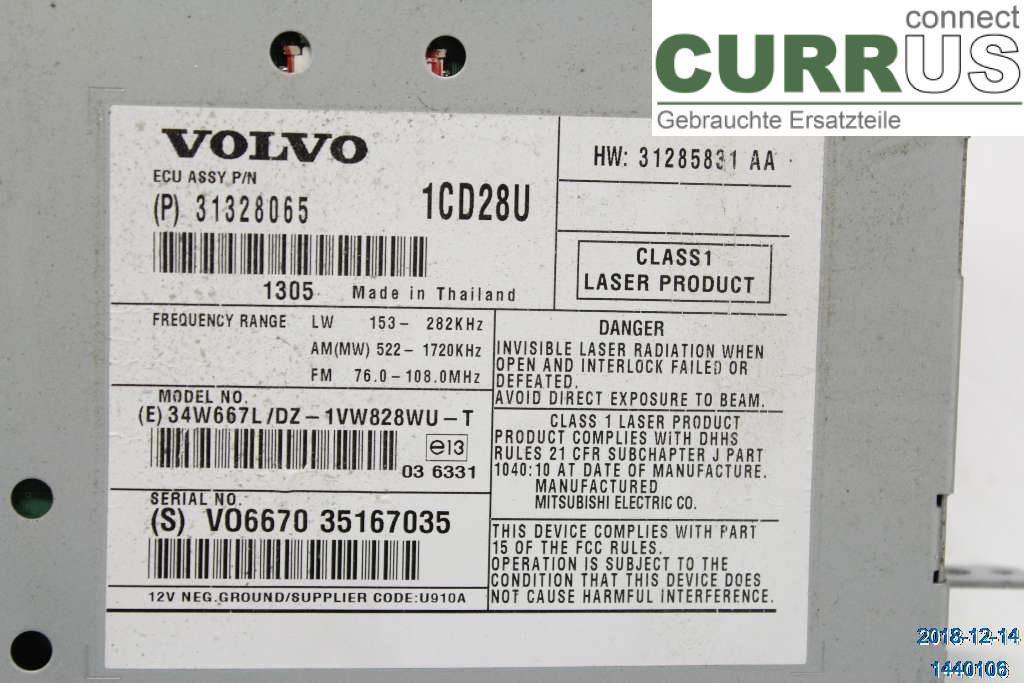 connect
CURRUS
Gebrauchte Ersatzteile
VOLVO
ECU ASSY P/N
(P) 31328065
1CD28U
1305 Made in Thailand
HW: 31285831 AA
CLASS1
LASER PRODUCT
FREQUENCY RANGE LW 153- 282KHz
AM(MW) 522- 1720KHz
FM 76.0-108.0MHz
MODEL NO.
(E) 34W667L/DZ-1VW828WU-T
e13
03 6331
SERIAL NO.
(S) VO6670 35167035
12V NEG.GROUND/SUPPLIER CODE:U910A
DANGER
INVISIBLE LASER RADIATION WHEN
OPEN AND INTERLOCK FAILED OR
DEFEATED.
AVOID DIRECT EXPOSURE TO BEAM.
CLASS 1 LASER PRODUCT
PRODUCT COMPLIES WITH DHHS
RULES 21 CFR SUBCHAPTER J PART
1040:10 AT DATE OF MANUFACTURE.
MANUFACTURED
MITSUBISHI ELECTRIC CO.
THIS DEVICE COMPLIES WITH PART
15 OF THE FCC RULES.
OPERATION IS SUBJECT TO THE
CONDITION THAT THIS DEVICE DOES
NOT CAUSE HARMFUL INTERFERENCE.
2018-12-14
1440106